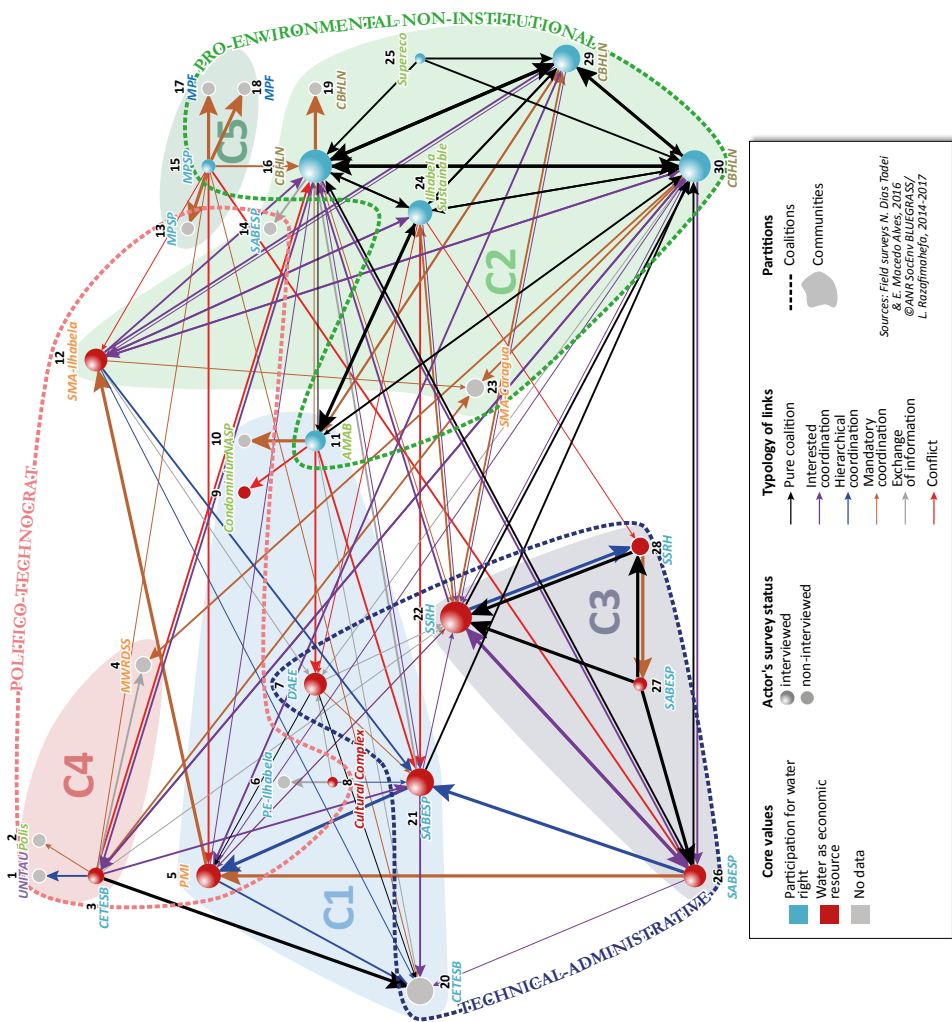 POLITICO-TECHNOCRAT
PRO-ENVIRONMENTAL NON-INSTITUTIONAL
TECHNICAL-ADMINISTRATIVE
C1
C2
C3
C4
C5
1
UNITAU
2
Pólis
3
CETESB
4
MWRDSS
5
PMI
6
P.E-Ilhabela
7
DAEE
8
Cultural Complex
9
Condominium
10
NASP
11
AMAB
12
SMA-Ilhabela
13
MPSP
14
SABESP
15
MPSP
16
CBHLN
17
MPF
18
MPF
19
CBHLN
20
CETESB
21
SABESP
22
SSRH
23
SMA-Caragua
24
Ilhabela
Sustainable
25
Supereco
26
SABESP
27
SABESP
28
SSRH
29
CBHLN
30
CBHLN
Core values
Participation for water
right
Water as economic
resource
No data
Actor's survey status
interviewed
non-interviewed
Typology of links
Pure coalition
Interested
coordination
Hierarchical
coordination
Mandatory
coordination
Exchange
of information
Conflict
Partitions
Coalitions
Communities
Sources: Field surveys N. Dias Tadei
& E. Macedo Alves, 2016
©ANR SocEnv BLUEGRASS/
L. Razafimahefa, 2014-2017